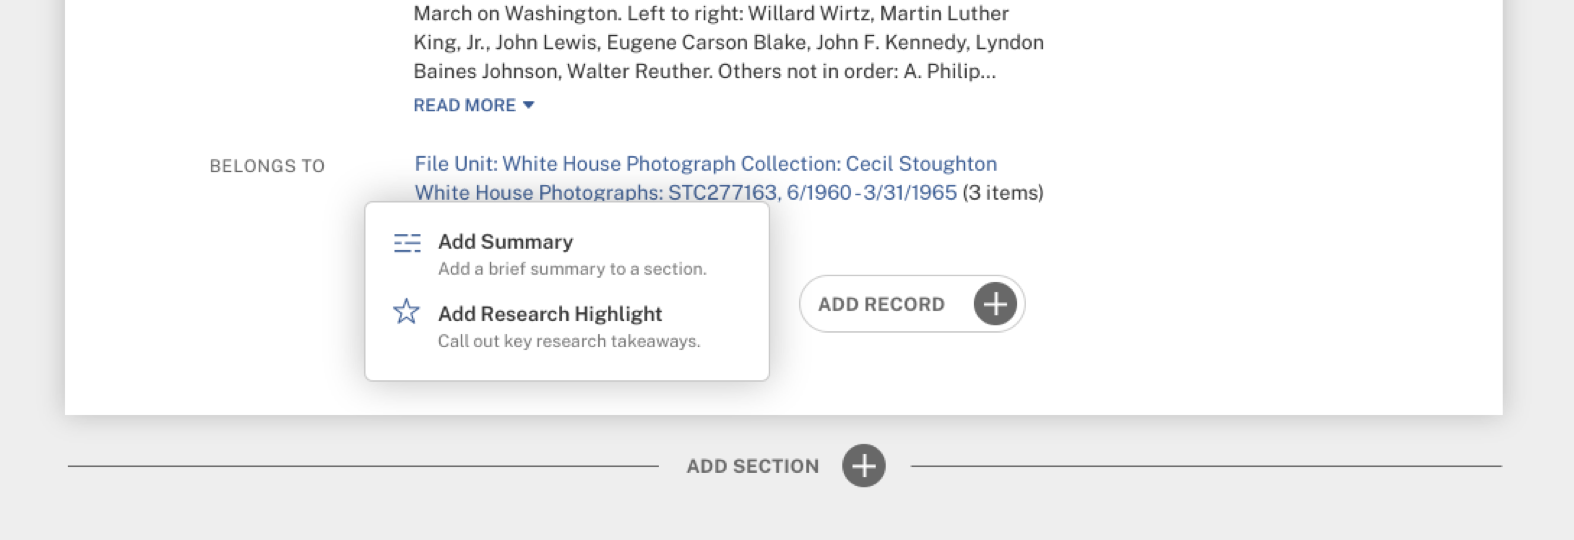 March on Washington. Left to right: Willard Wirtz, Martin Luther
King, Jr., John Lewis, Eugene Carson Blake, John F. Kennedy, Lyndon
Baines Johnson, Walter Reuther. Others not in order: A. Philip...
READ MORE
BELONGS TO
File Unit: White House Photograph Collection: Cecil Stoughton
White House Photographs: STC277163, 6/1960 - 3/31/1965 (3 items)
Add Summary
Add a brief summary to a section.
Add Research Highlight
Call out key research takeaways.
ADD RECORD
ADD SECTION